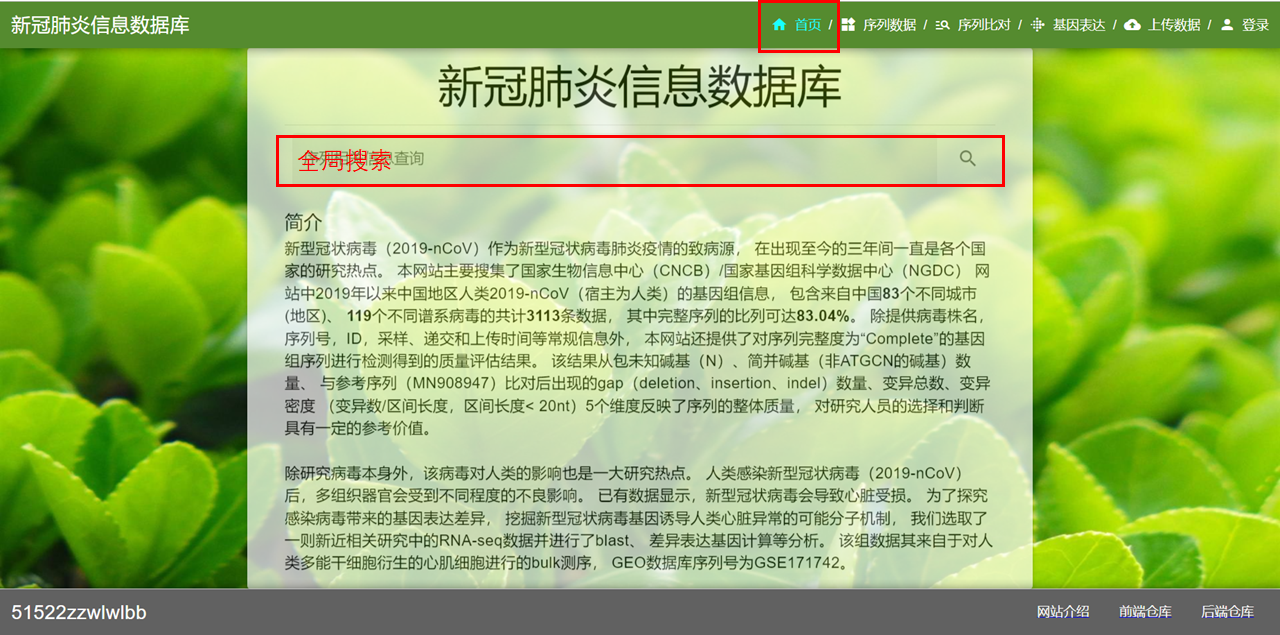 新冠肺炎信息数据库
首页 / 序列数据 / 序列比对 / 基因表达 / 上传数据 / 登录
新冠肺炎信息数据库
全局搜索
查询
简介
新型冠状病毒（2019-nCoV）作为新型冠状病毒肺炎疫情的致病源， 在出现至今的三年间一直是各个国
家的研究热点。 本网站主要搜集了国家生物信息中心（CNCB）/国家基因组科学数据中心（NGDC） 网
站中2019年以来中国地区人类2019-nCoV（宿主为人类）的基因组信息， 包含来自中国83个不同城市
(地区)、 119个不同谱系病毒的共计3113条数据， 其中完整序列的比列可达83.04%。 除提供病毒株名，
序列号，ID，采样、递交和上传时间等常规信息外， 本网站还提供了对序列完整度为“Complete”的基因
组序列进行检测得到的质量评估结果。 该结果从包未知碱基（N）、简并碱基（非ATGCN的碱基）数
量、 与参考序列（MN908947）比对后出现的gap（deletion、insertion、indel）数量、变异总数、变异
密度 （变异数/区间长度，区间长度< 20nt）5个维度反映了序列的整体质量， 对研究人员的选择和判断
具有一定的参考价值。
除研究病毒本身外，该病毒对人类的影响也是一大研究热点。 人类感染新型冠状病毒（2019-nCoV）
后，多组织器官会受到不同程度的不良影响。 已有数据显示，新型冠状病毒会导致心脏受损。 为了探究
感染病毒带来的基因表达差异， 挖掘新型冠状病毒基因诱导人类心脏异常的可能分子机制， 我们选取了
一则新近相关研究中的RNA-seq数据并进行了blast、 差异表达基因计算等分析。 该组数据其来自于对人
类多能干细胞衍生的心肌细胞进行的bulk测序， GEO数据库序列号为GSE171742。
51522zzwlwlbb
网站介绍 前端仓库 后端仓库